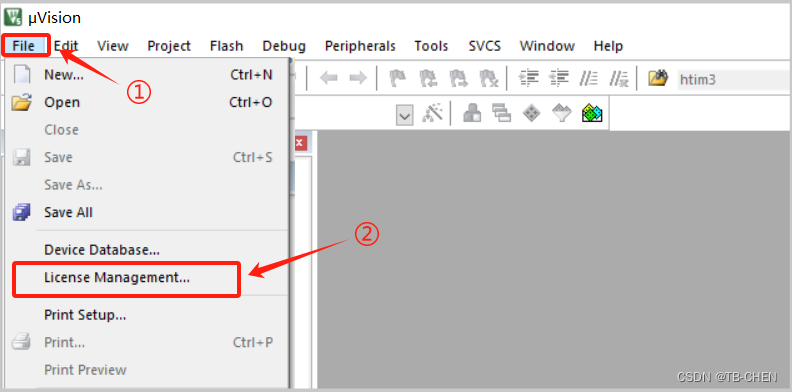 µVision
File Edit View Project Flash Debug Peripherals Tools SVCS Window Help
①
New... Ctrl+N
htim3
Open Ctrl+O
Close
Save Ctrl+S
Save As...
Save All
②
Device Database...
License Management...
Print Setup...
Print... Ctrl+P
Print Preview
CSDN @TB-CHEN